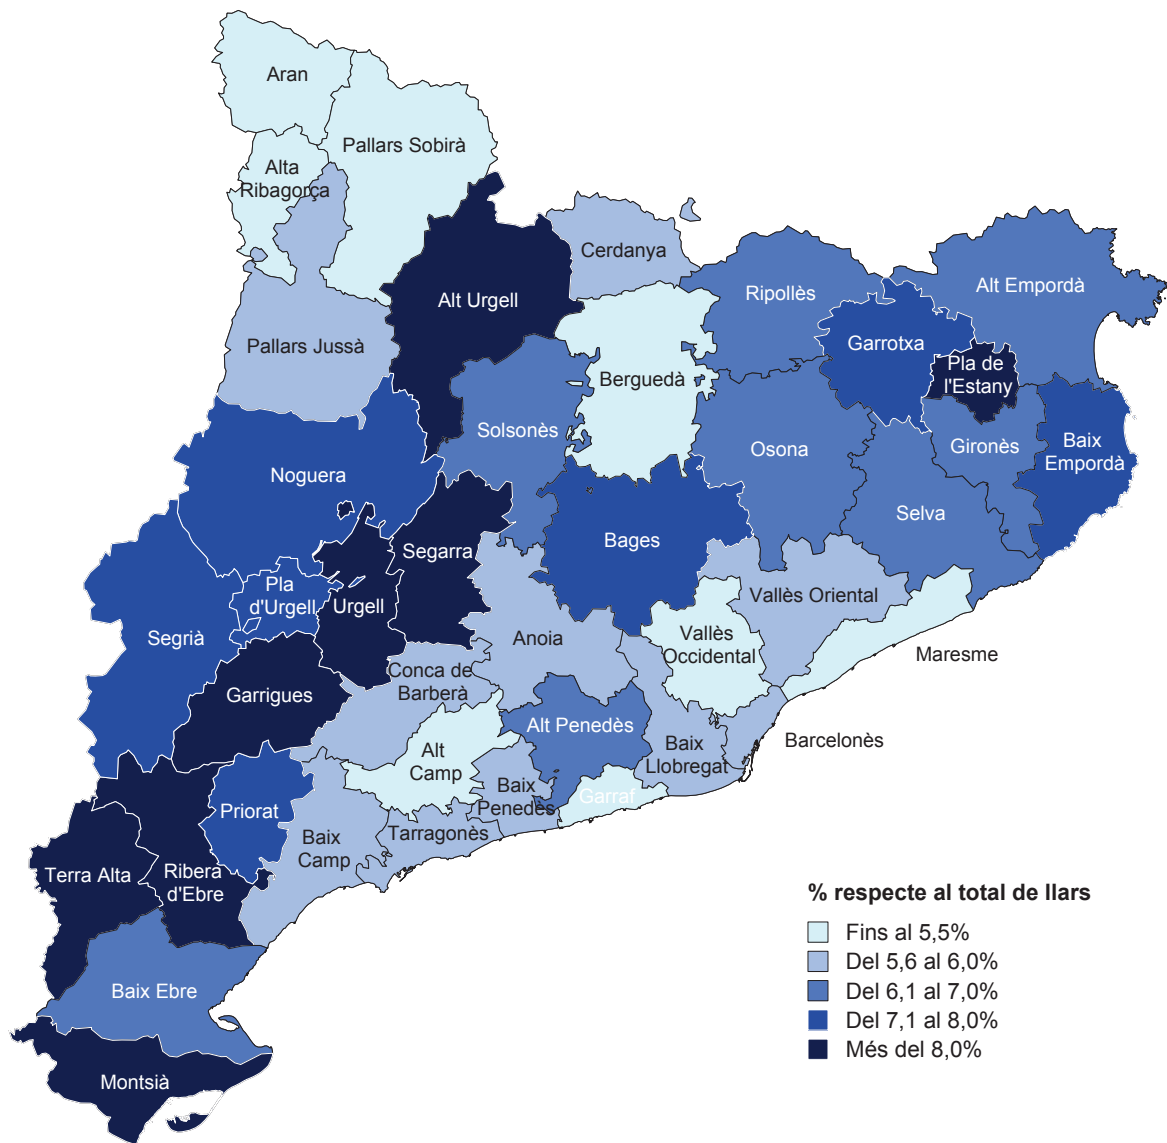 Aran
Pallars Sobirà
Alta
Ribagorça
Cerdanya
Alt Urgell
Ripollès
Alt Empordà
Pallars Jussà
Garrotxa
Pla de
l'Estany
Berguedà
Solsonès
Osona
Gironès
Baix
Empordà
Noguera
Selva
Bages
Segarra
Pla
d'Urgell
Urgell
Segrià
Vallès Oriental
Anoia
Vallès
Occidental
Maresme
Conca de
Barberà
Garrigues
Alt Penedès
Barcelonès
Baix
Llobregat
Alt
Camp
Baix
Penedès
Garraf
Priorat
Baix
Camp
Tarragonès
Terra Alta
Ribera
d'Ebre
Baix Ebre
Montsià
% respecte al total de llars
Fins al 5,5%
Del 5,6 al 6,0%
Del 6,1 al 7,0%
Del 7,1 al 8,0%
Més del 8,0%